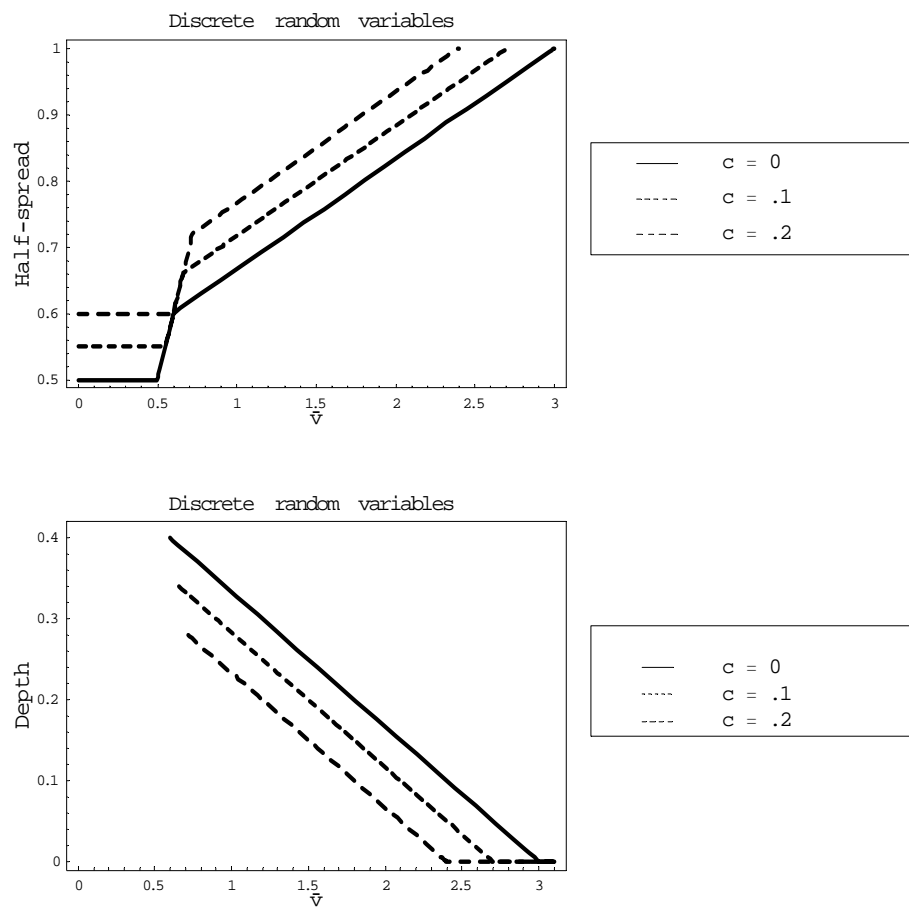 Discrete random variables
1
0.9
0.8
0.7
0.6
0.5
Half-spread
0 0.5 1 1.5 2 2.5 3
v̄
c = 0
c = .1
c = .2
Discrete random variables
0.4
0.3
0.2
0.1
0
Depth
0 0.5 1 1.5 2 2.5 3
v̄
c = 0
c = .1
c = .2